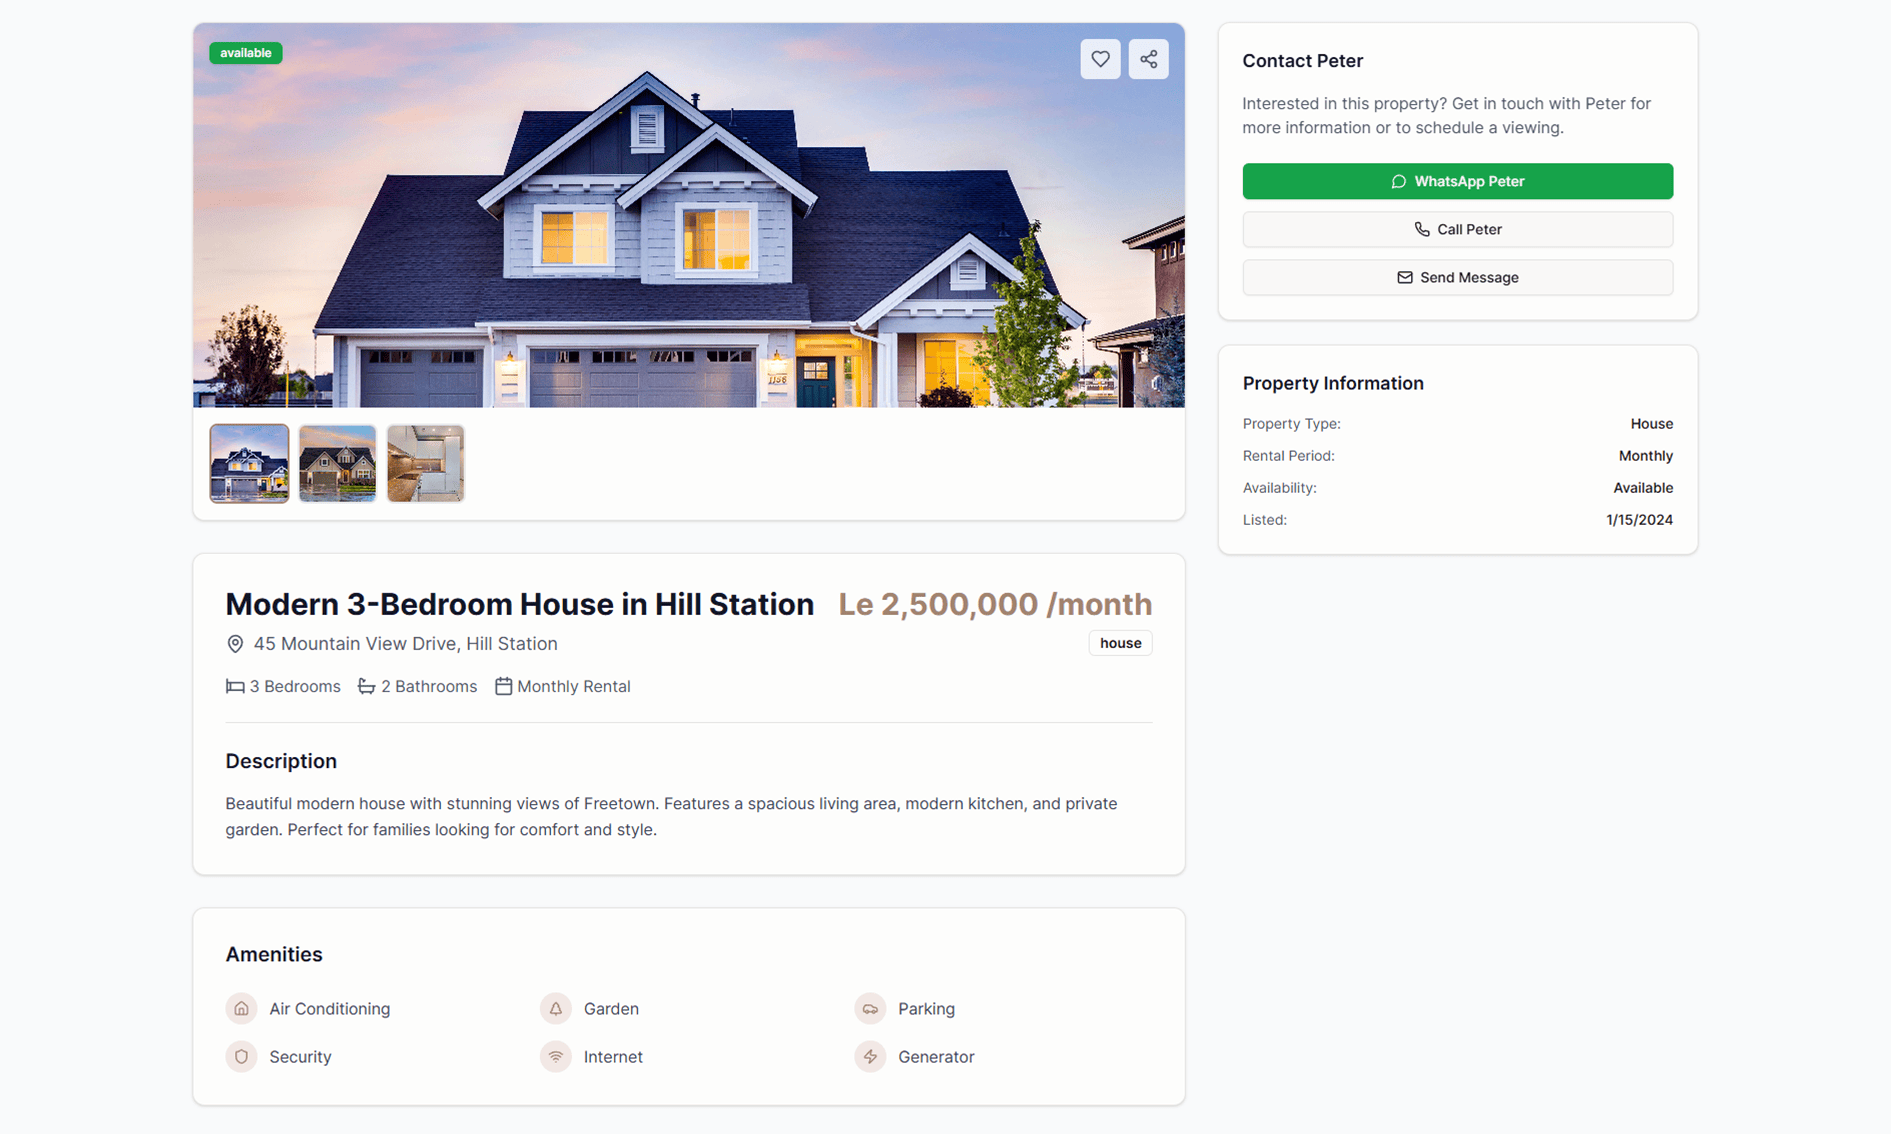 available
1156
Modern 3-Bedroom House in Hill Station
Le 2,500,000 /month
45 Mountain View Drive, Hill Station
house
3 Bedrooms
2 Bathrooms
Monthly Rental
Description
Beautiful modern house with stunning views of Freetown. Features a spacious living area, modern kitchen, and private
garden. Perfect for families looking for comfort and style.
Amenities
Air Conditioning
Garden
Parking
Security
Internet
Generator
Contact Peter
Interested in this property? Get in touch with Peter for
more information or to schedule a viewing.
WhatsApp Peter
Call Peter
Send Message
Property Information
Property Type:
House
Rental Period:
Monthly
Availability:
Available
Listed:
1/15/2024